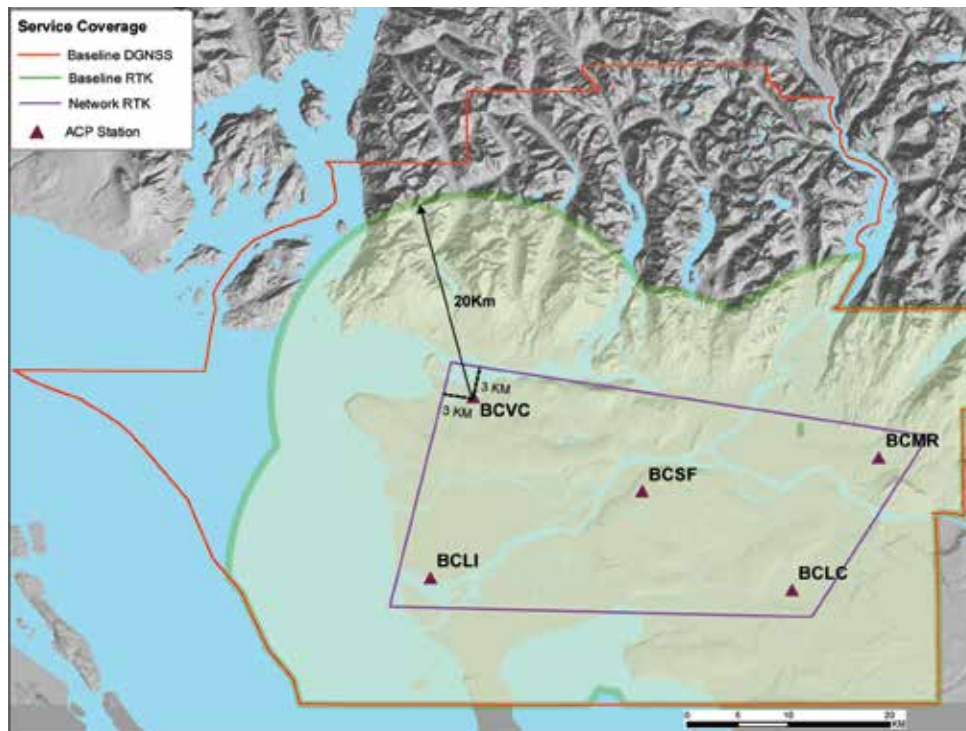 Service Coverage
Baseline DGNSS
Baseline RTK
Network RTK
ACP Station
20Km
3 KM
3 KM
BCVC
BCMR
BCSF
BCLI
BCLC
0 5 10 20
KM